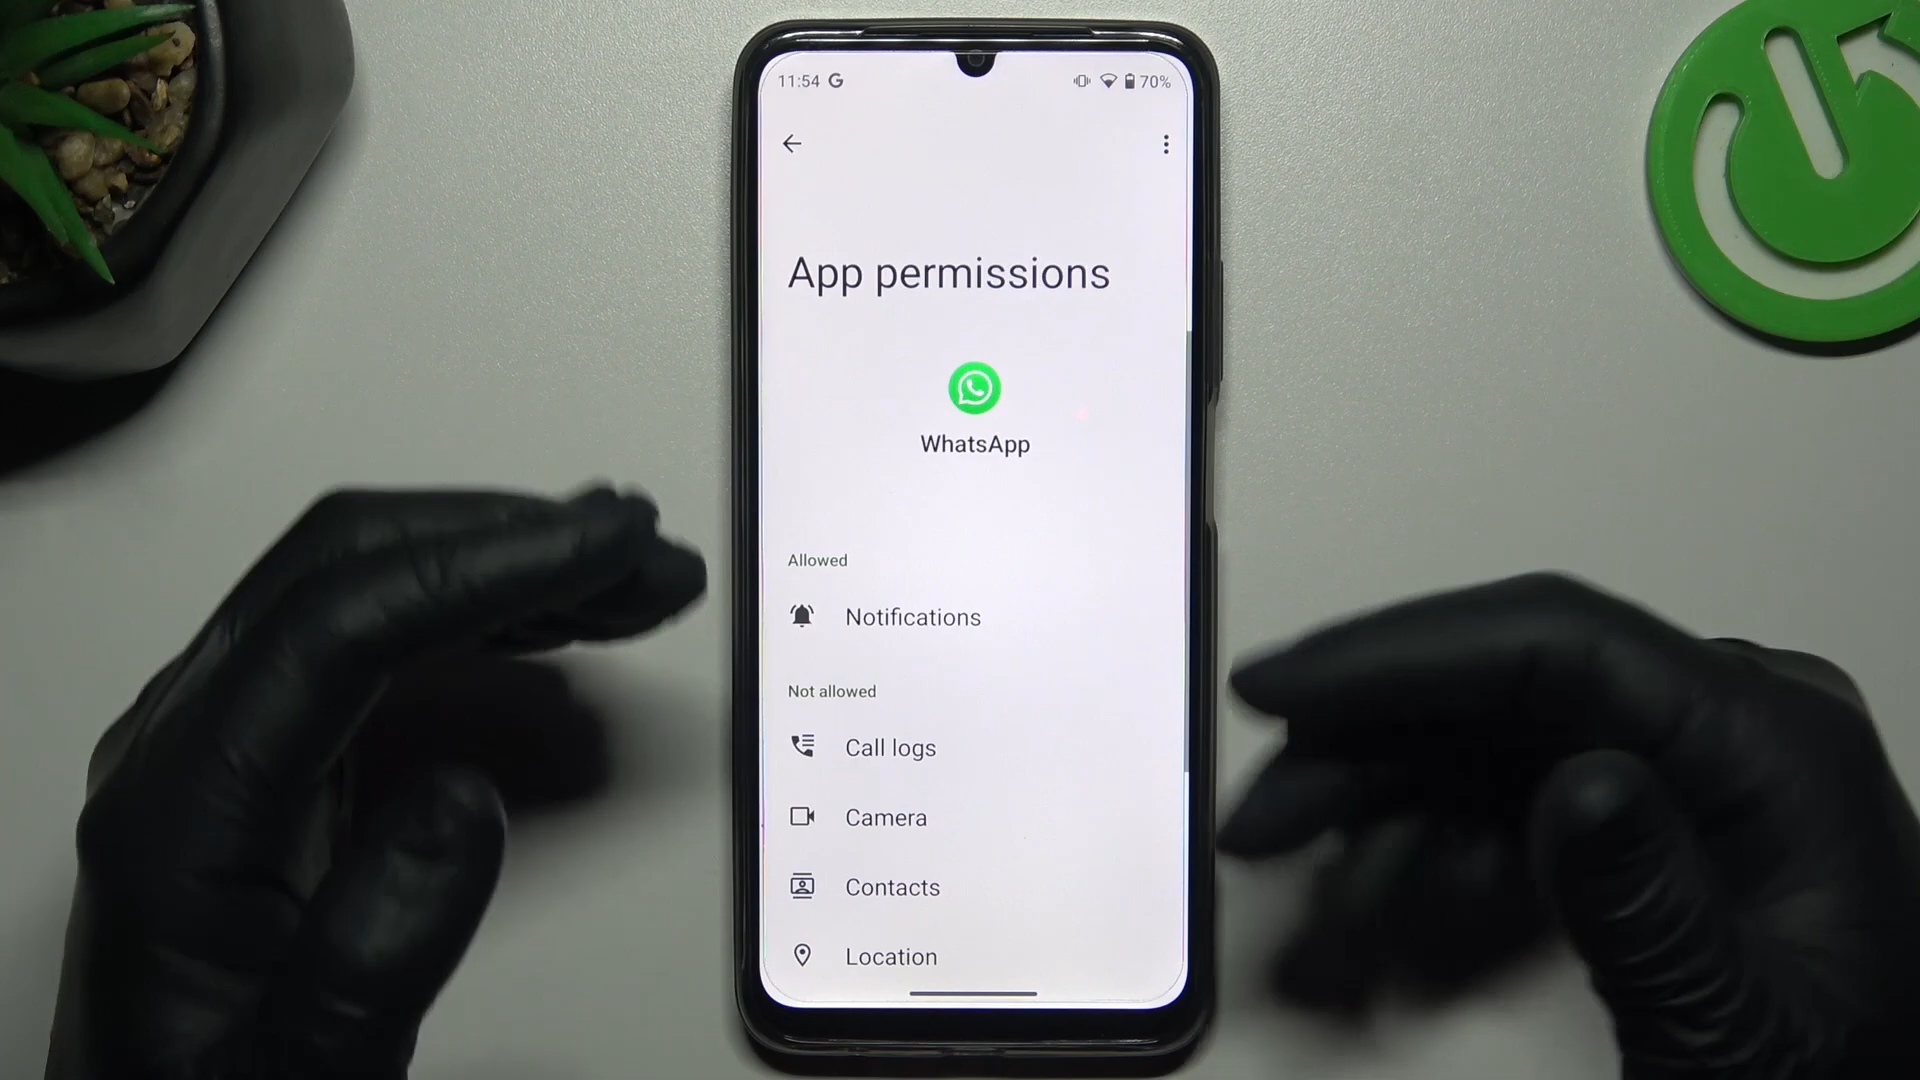 11:54 G
70%
App permissions
WhatsApp
Allowed
Notifications
Not allowed
Call logs
Camera
Contacts
Location